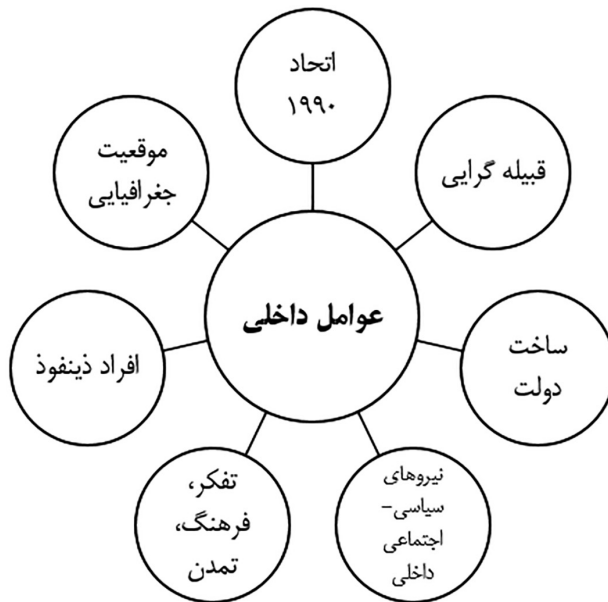 اتحاد
۱۹۹۰
قبیله گرایی
ساخت
دولت
نیروهای
سیاسی-
اجتماعی
داخلی
تفکر،
فرهنگ،
تمدن
افراد ذینفوذ
موقعیت
جغرافیایی
عوامل داخلی